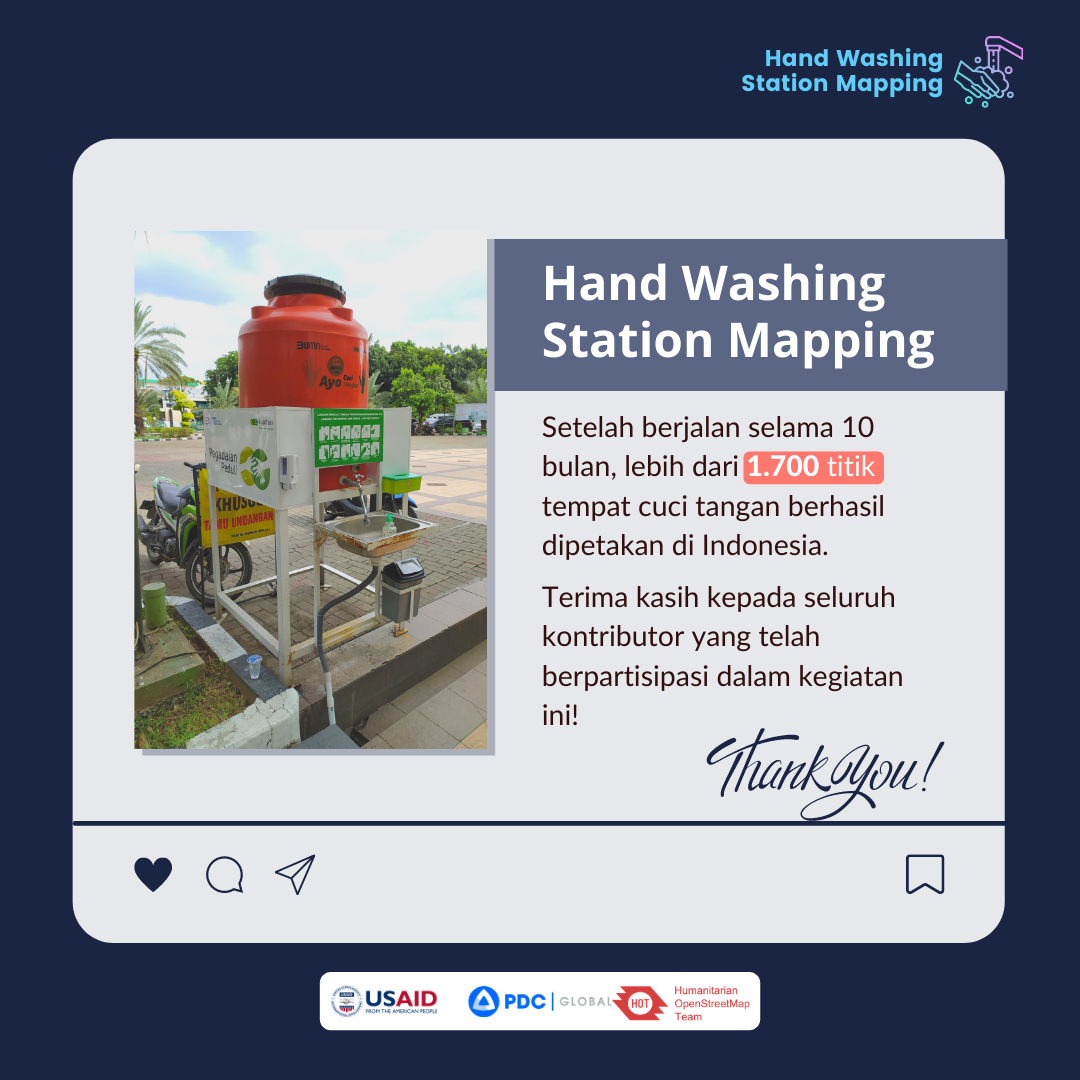 Hand Washing
Station Mapping
Hand Washing
Station Mapping
Setelah berjalan selama 10
bulan, lebih dari 1.700 titik
tempat cuci tangan berhasil
dipetakan di Indonesia.
Terima kasih kepada seluruh
kontributor yang telah
berpartisipasi dalam kegiatan
ini!
Thank You!
BUMN
Ayo Cuci
Pegadaian
Peduli
KHUSUS
TAMU UNDANGAN
USAID
FROM THE AMERICAN PEOPLE
PDC | GLOBAL
HOT
Humanitarian
OpenStreetMap
Team